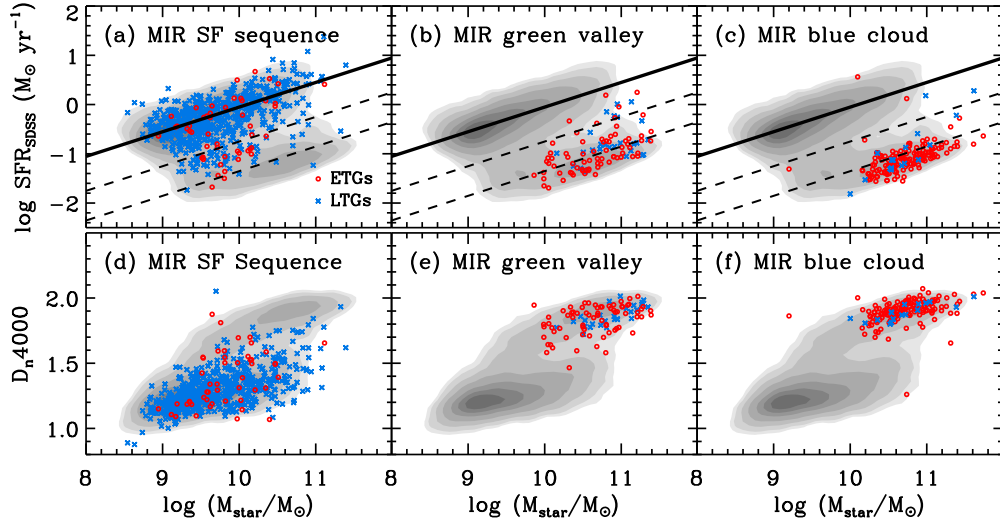 (a) MIR SF sequence
(b) MIR green valley
(c) MIR blue cloud
log SFR_SDSS (M⊙ yr⁻¹)
2
1
0
−1
−2
ETGs
LTGs
(d) MIR SF Sequence
(e) MIR green valley
(f) MIR blue cloud
Dₙ4000
2.0
1.5
1.0
8 9 10 11 8 9 10 11 8 9 10 11
log (M_star/M⊙) log (M_star/M⊙) log (M_star/M⊙)